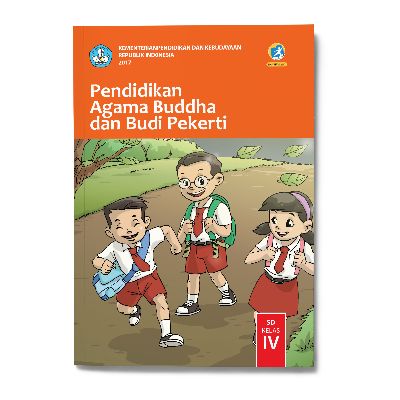 KEMENTERIAN PENDIDIKAN DAN KEBUDAYAAN
REPUBLIK INDONESIA
2017
Pendidikan
Agama Buddha
dan Budi Pekerti
SD
KELAS
IV